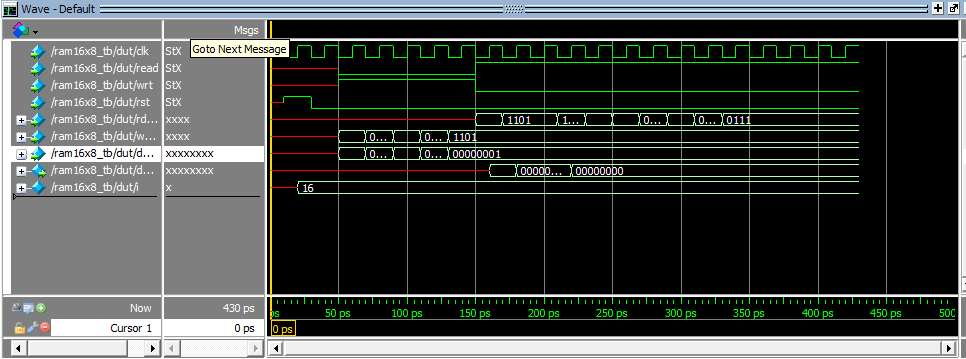 Wave - Default
Msgs
Goto Next Message
/ram16x8_tb/dut/clk StX
/ram16x8_tb/dut/read StX
/ram16x8_tb/dut/wrt StX
/ram16x8_tb/dut/rst StX
/ram16x8_tb/dut/rd... xxxx 1101 1... 0... 0... 0111
/ram16x8_tb/dut/w... xxxx 0... 0... 1101
/ram16x8_tb/dut/d... xxxxxxxx 0... 0... 00000001
/ram16x8_tb/dut/d... xxxxxxxx 00000... 00000000
/ram16x8_tb/dut/i x 16
Now 430 ps ps 50 ps 100 ps 150 ps 200 ps 250 ps 300 ps 350 ps 400 ps 450 ps 500
Cursor 1 0 ps 0 ps